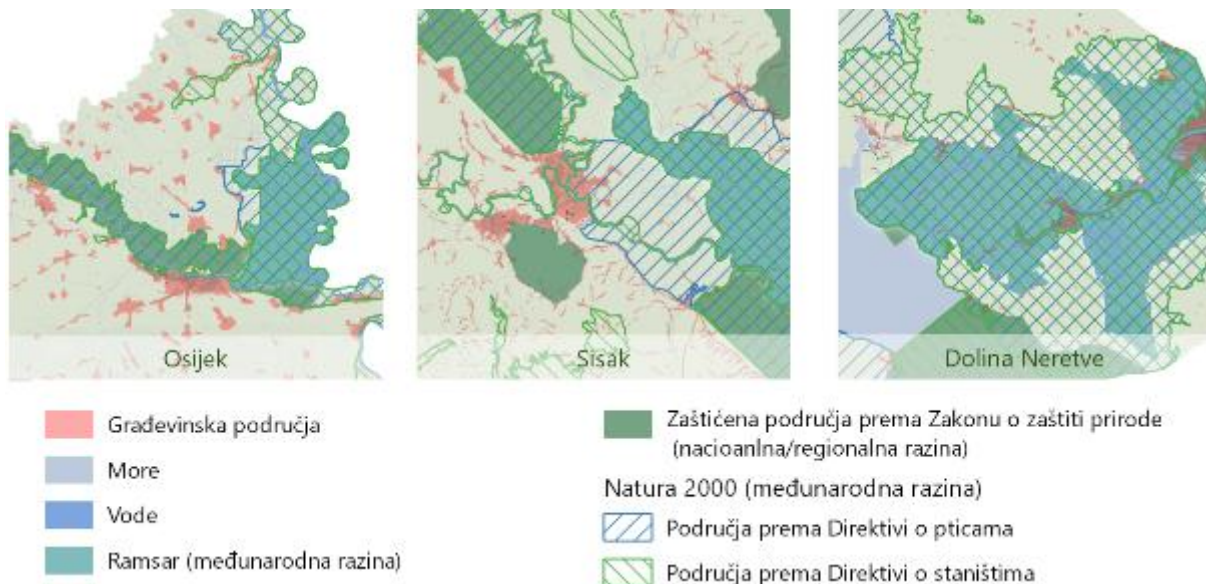 Osijek
Sisak
Dolina Neretve
Građevinska područja
More
Vode
Ramsar (međunarodna razina)
Zaštićena područja prema Zakonu o zaštiti prirode
(nacioanlna/regionalna razina)
Natura 2000 (međunarodna razina)
Područja prema Direktivi o pticama
Područja prema Direktivi o staništima